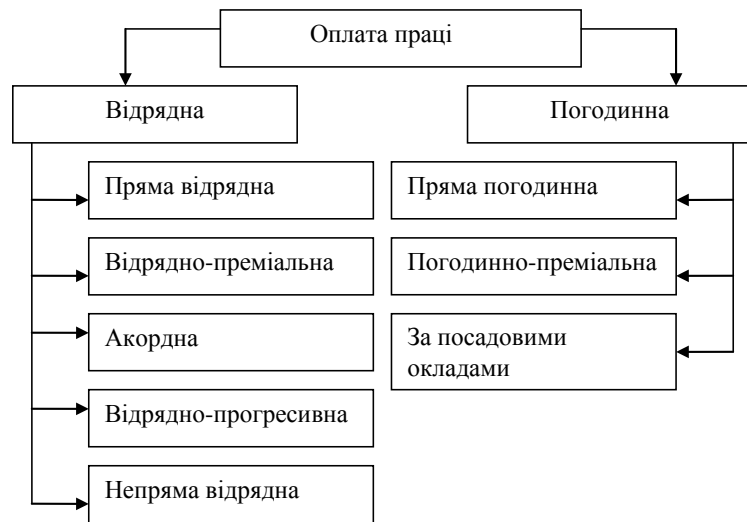 Оплата праці
Відрядна
Погодинна
Пряма відрядна
Пряма погодинна
Відрядно-преміальна
Погодинно-преміальна
Акордна
За посадовими
окладами
Відрядно-прогресивна
Непряма відрядна